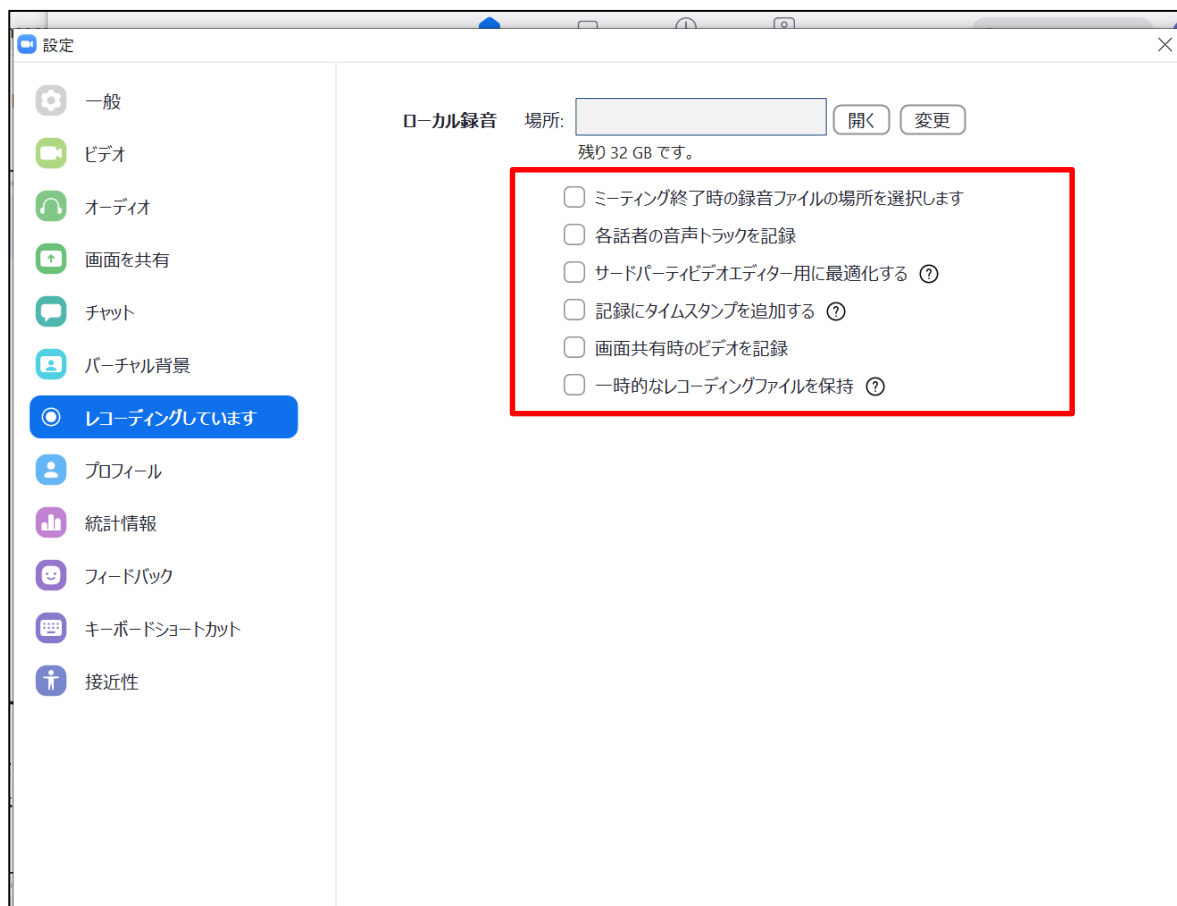 設定
一般
ビデオ
オーディオ
画面を共有
チャット
バーチャル背景
レコーディングしています
プロフィール
統計情報
フィードバック
キーボードショートカット
接近性
ローカル録音 場所: 開く 変更
残り 32 GB です。
ミーティング終了時の録音ファイルの場所を選択します
各話者の音声トラックを記録
サードパーティビデオエディター用に最適化する
記録にタイムスタンプを追加する
画面共有時のビデオを記録
一時的なレコーディングファイルを保持